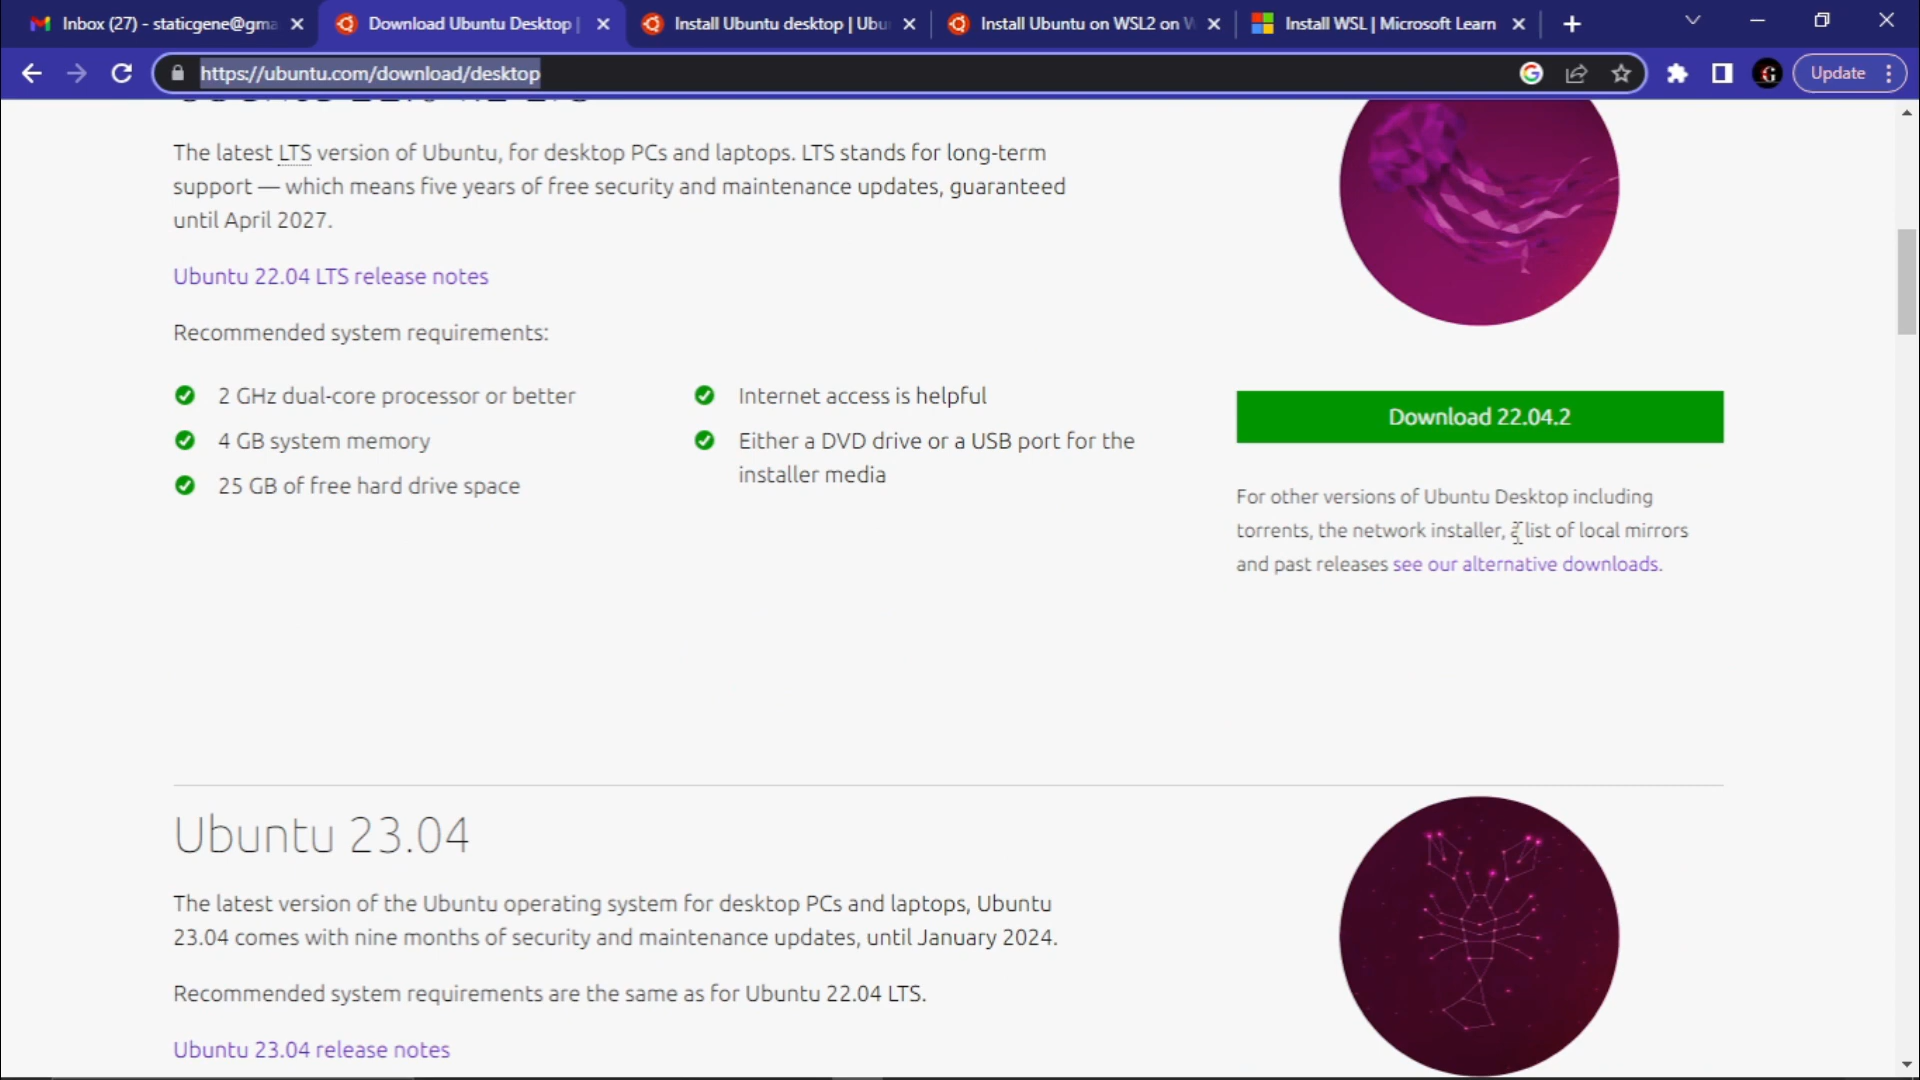 Inbox (27) - staticgene@gma
Download Ubuntu Desktop |
Install Ubuntu desktop | Ubu
Install Ubuntu on WSL2 on W
Install WSL | Microsoft Learn
https://ubuntu.com/download/desktop
Update
The latest LTS version of Ubuntu, for desktop PCs and laptops. LTS stands for long-term
support — which means five years of free security and maintenance updates, guaranteed
until April 2027.
Ubuntu 22.04 LTS release notes
Recommended system requirements:
2 GHz dual-core processor or better
4 GB system memory
25 GB of free hard drive space
Internet access is helpful
Either a DVD drive or a USB port for the
installer media
Download 22.04.2
For other versions of Ubuntu Desktop including
torrents, the network installer, a list of local mirrors
and past releases see our alternative downloads.
Ubuntu 23.04
The latest version of the Ubuntu operating system for desktop PCs and laptops, Ubuntu
23.04 comes with nine months of security and maintenance updates, until January 2024.
Recommended system requirements are the same as for Ubuntu 22.04 LTS.
Ubuntu 23.04 release notes